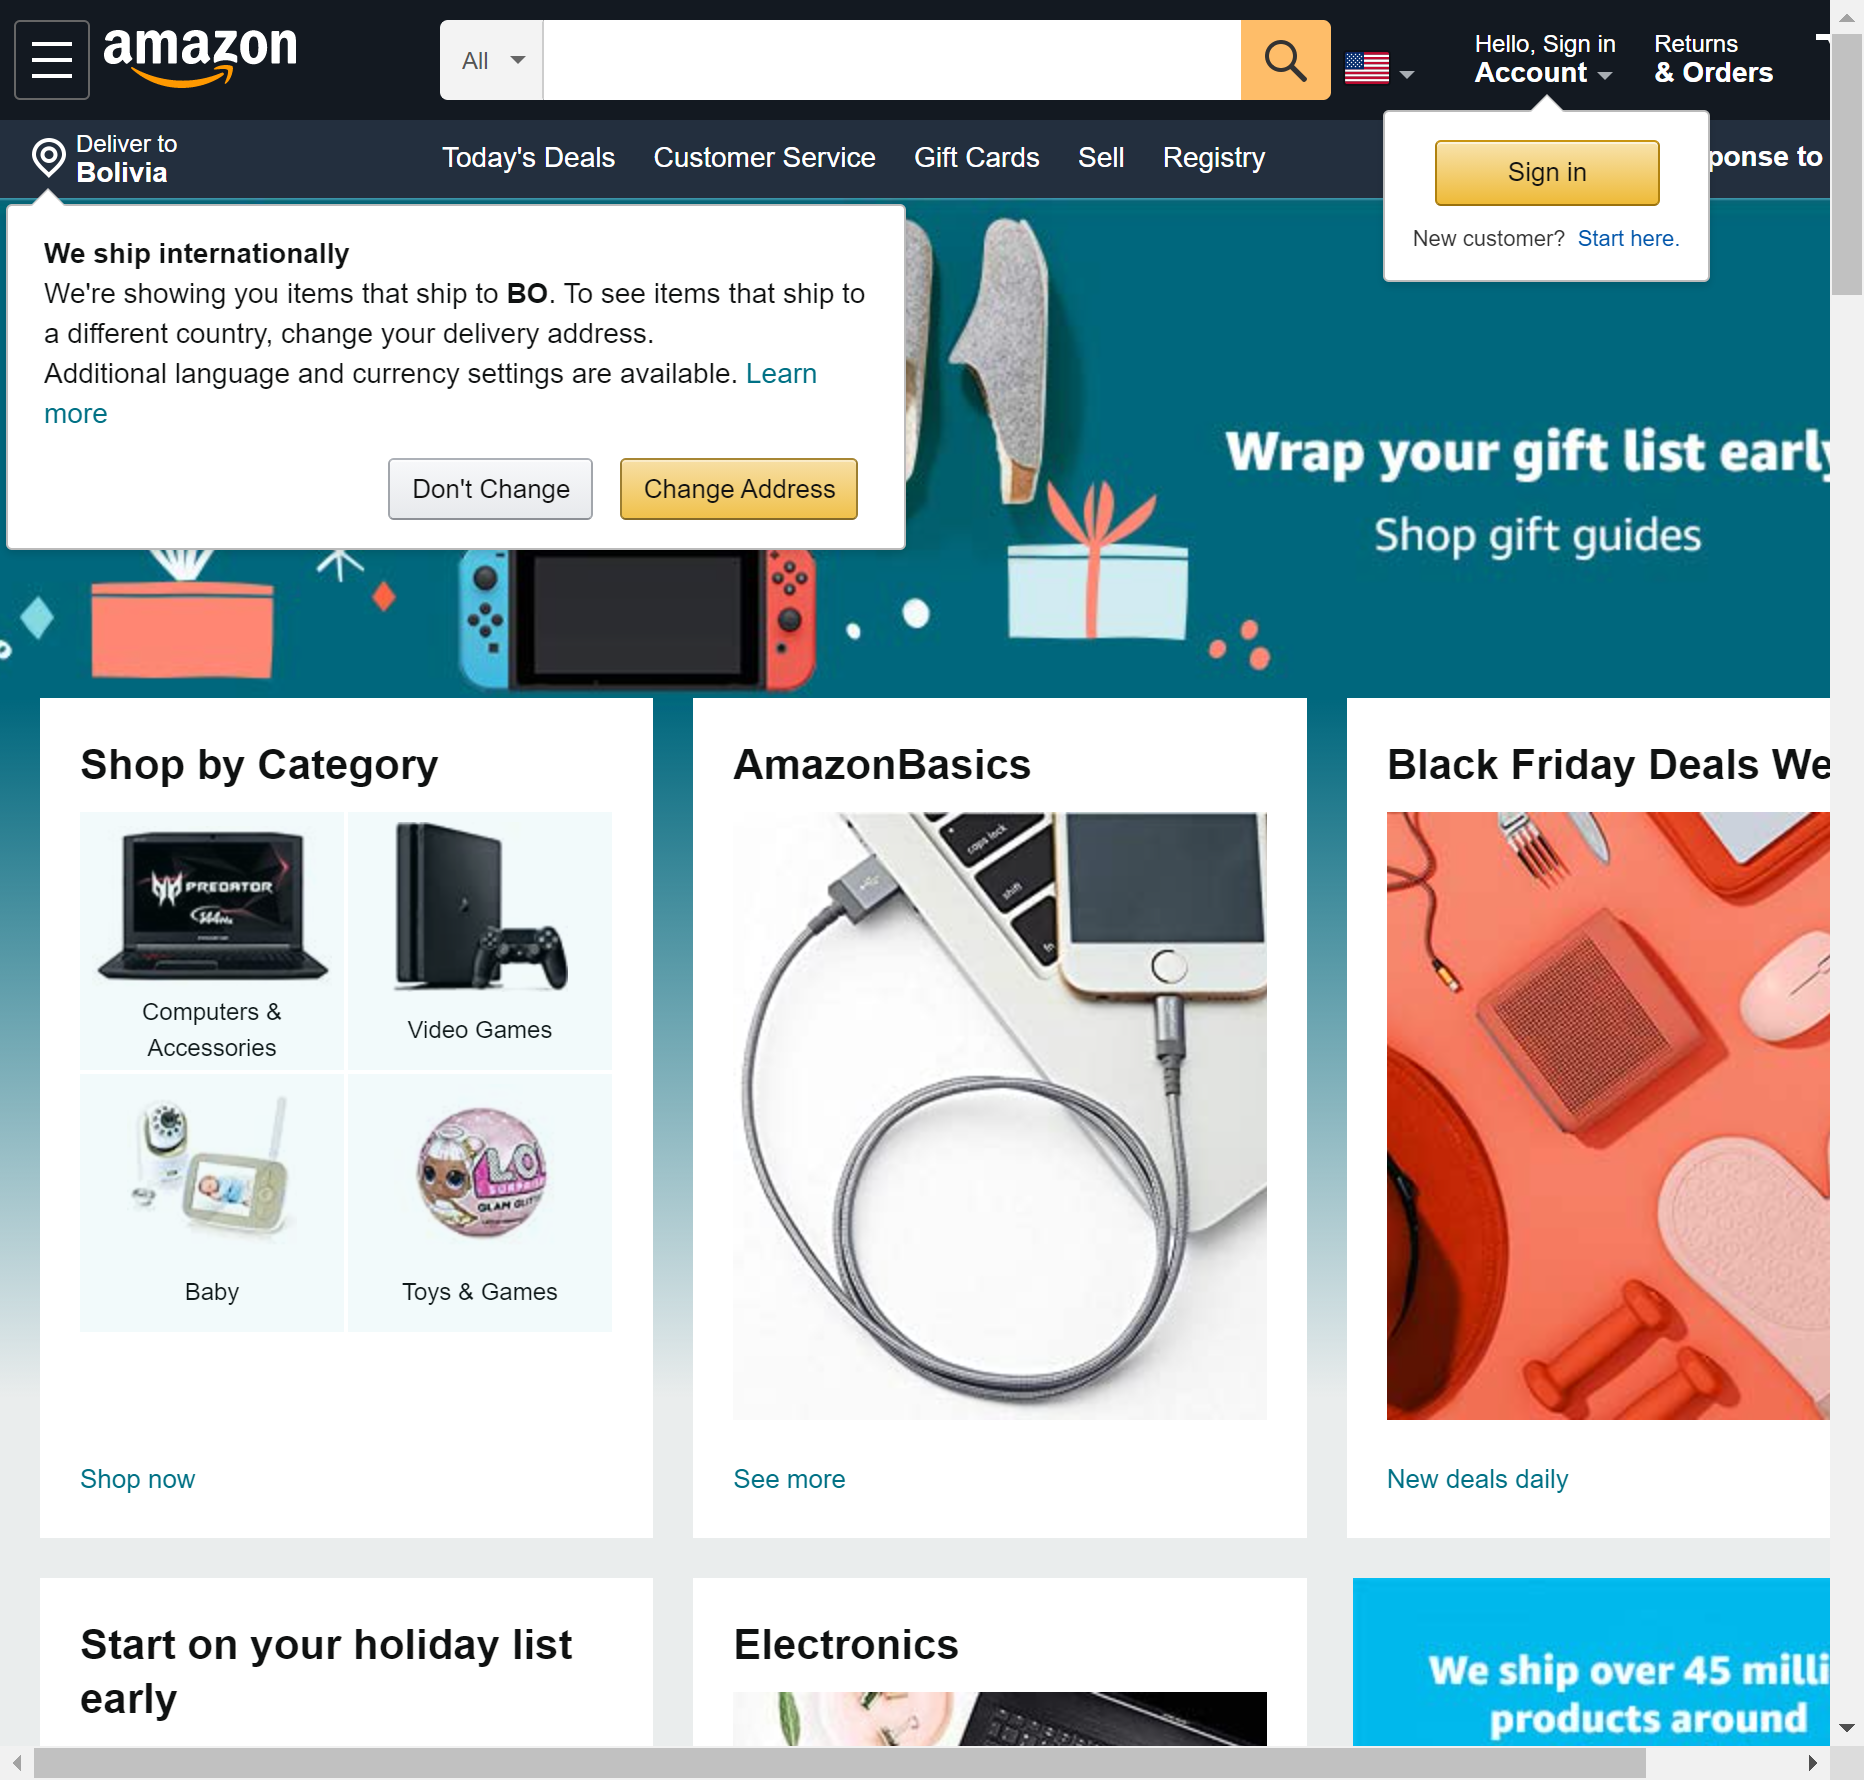 amazon
All
Hello, Sign in
Account
Returns
& Orders
Deliver to
Bolivia
Today's Deals
Customer Service
Gift Cards
Sell
Registry
ponse to
Sign in
New customer? Start here.
We ship internationally
We're showing you items that ship to BO. To see items that ship to
a different country, change your delivery address.
Additional language and currency settings are available. Learn
more
Don't Change
Change Address
Wrap your gift list early
Shop gift guides
Shop by Category
PREDATOR
144Hz
Computers &
Accessories
Video Games
Baby
L.O.
SURPRISE
GLAM GLIT
Toys & Games
Shop now
AmazonBasics
caps lock
shift
fn
See more
Black Friday Deals We
New deals daily
Start on your holiday list
early
Electronics
We ship over 45 milli
products around